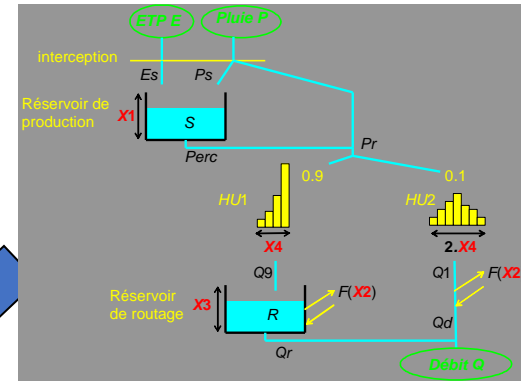 ETP E
Pluie P
interception
Es
Ps
Réservoir de
production
X1
S
Perc
Pr
0.9
0.1
HU1
HU2
X4
2.X4
Q9
Q1
F(X2
Réservoir
de routage
X3
R
F(X2)
Qd
Qr
Débit Q